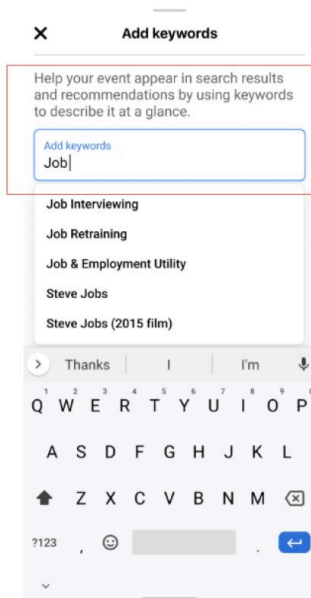 Add keywords
Help your event appear in search results
and recommendations by using keywords
to describe it at a glance.
Add keywords
Job
Job Interviewing
Job Retraining
Job & Employment Utility
Steve Jobs
Steve Jobs (2015 film)
Thanks I I'm
1 2 3 4 5 6 7 8 9 0
Q W E R T Y U I O P
A S D F G H J K L
Z X C V B N M
?123 , .